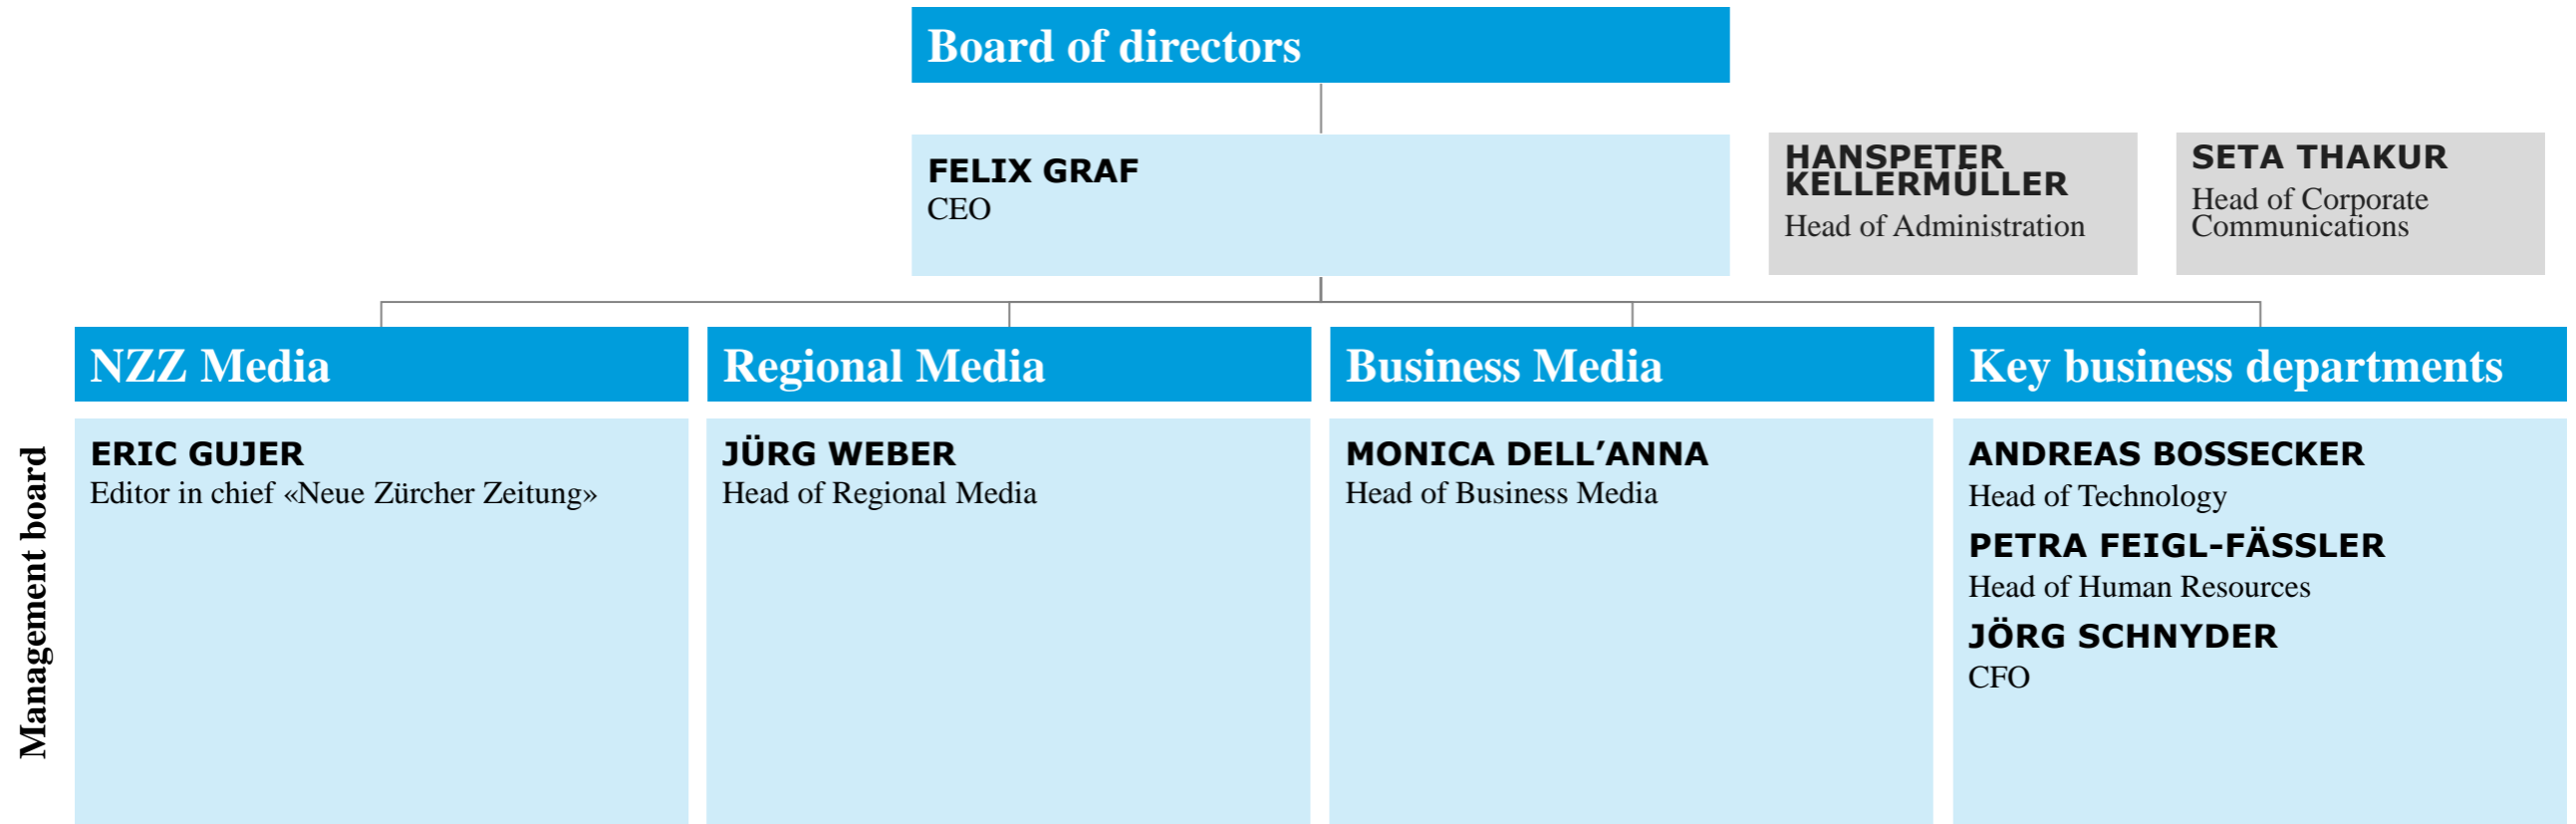 Board of directors
FELIX GRAF
CEO
HANSPETER
KELLERMÜLLER
Head of Administration
SETA THAKUR
Head of Corporate
Communications
NZZ Media
Regional Media
Business Media
Key business departments
Management board
ERIC GUJER
Editor in chief «Neue Zürcher Zeitung»
JÜRG WEBER
Head of Regional Media
MONICA DELL’ANNA
Head of Business Media
ANDREAS BOSSECKER
Head of Technology
PETRA FEIGL-FÄSSLER
Head of Human Resources
JÖRG SCHNYDER
CFO